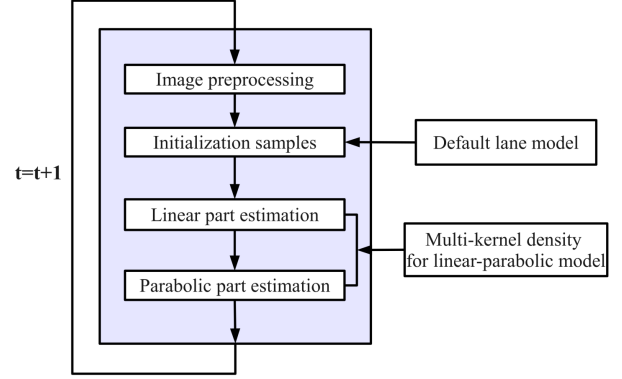 Image preprocessing
Initialization samples
Default lane model
t=t+1
Linear part estimation
Multi-kernel density
for linear-parabolic model
Parabolic part estimation